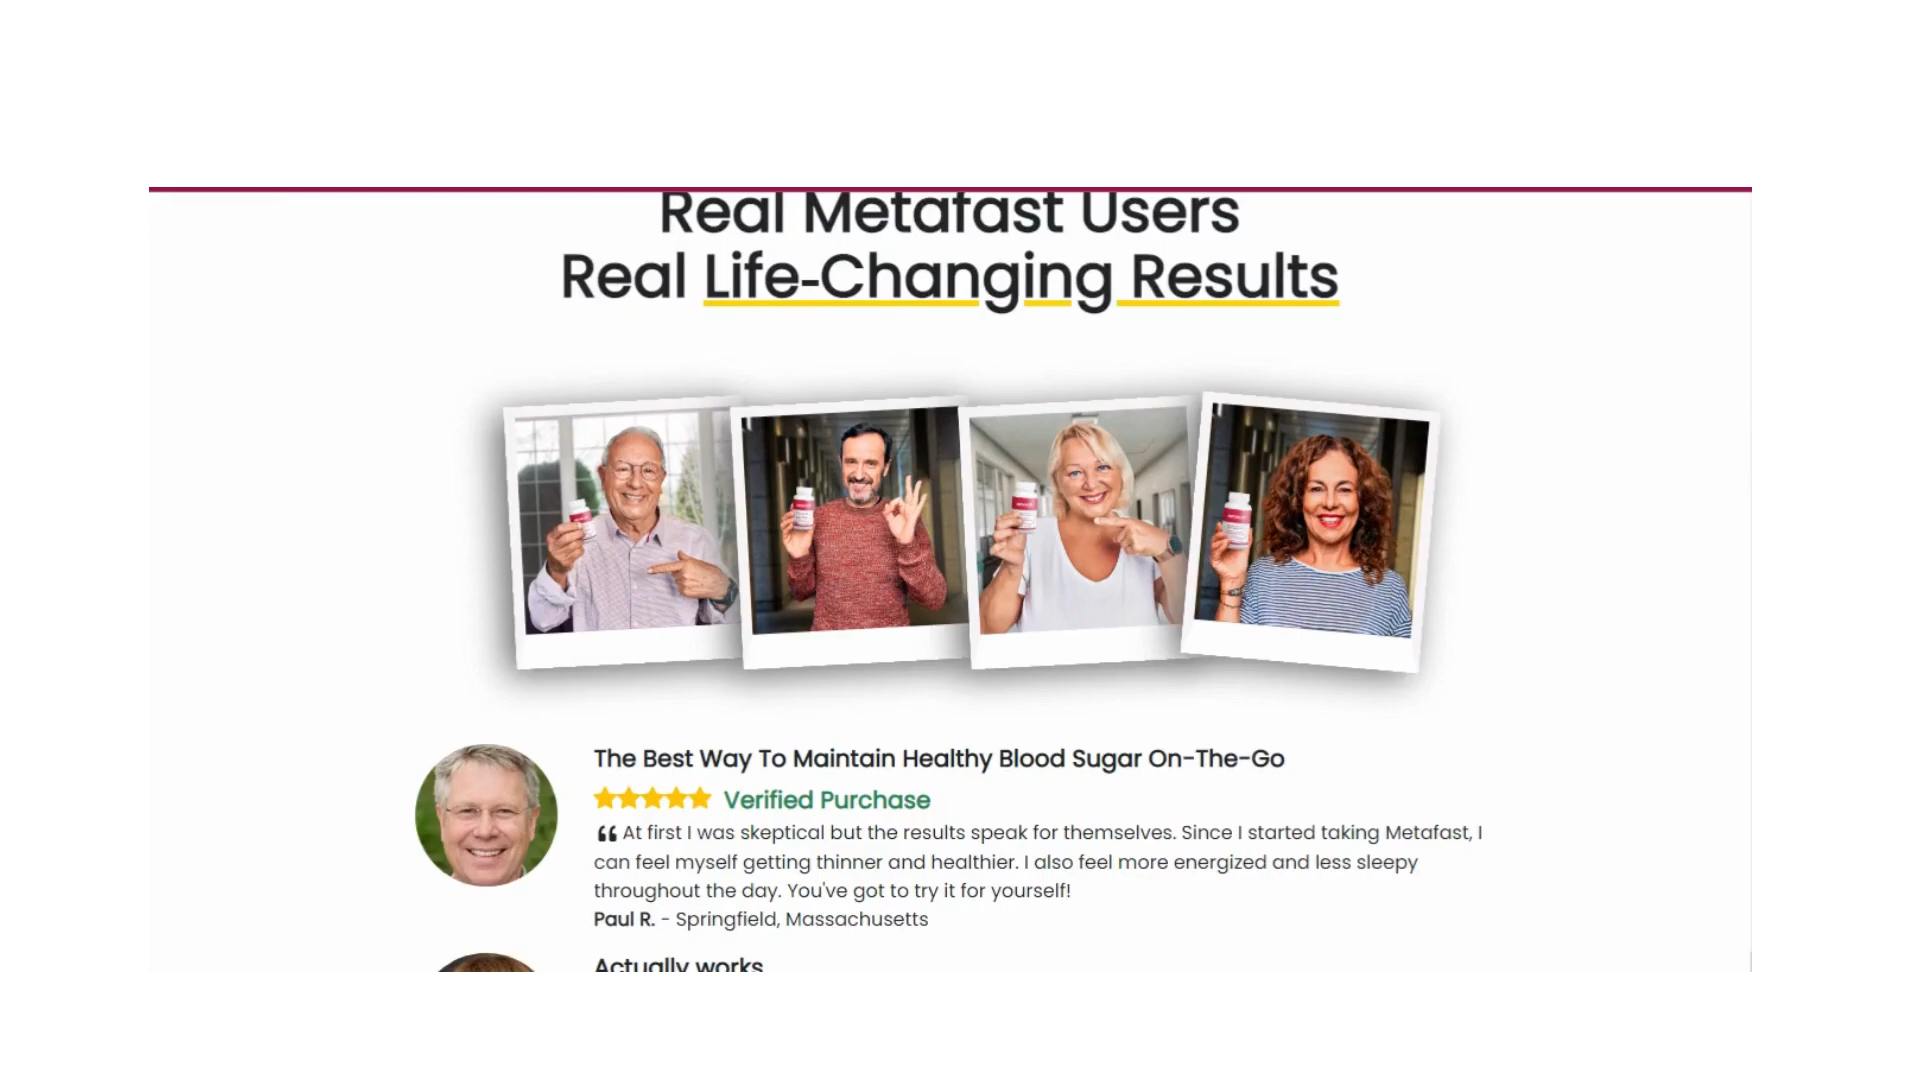 Real Metafast Users
Real Life-Changing Results
The Best Way To Maintain Healthy Blood Sugar On-The-Go
Verified Purchase
“At first I was skeptical but the results speak for themselves. Since I started taking Metafast, I
can feel myself getting thinner and healthier. I also feel more energized and less sleepy
throughout the day. You've got to try it for yourself!
Paul R. - Springfield, Massachusetts
Actually works